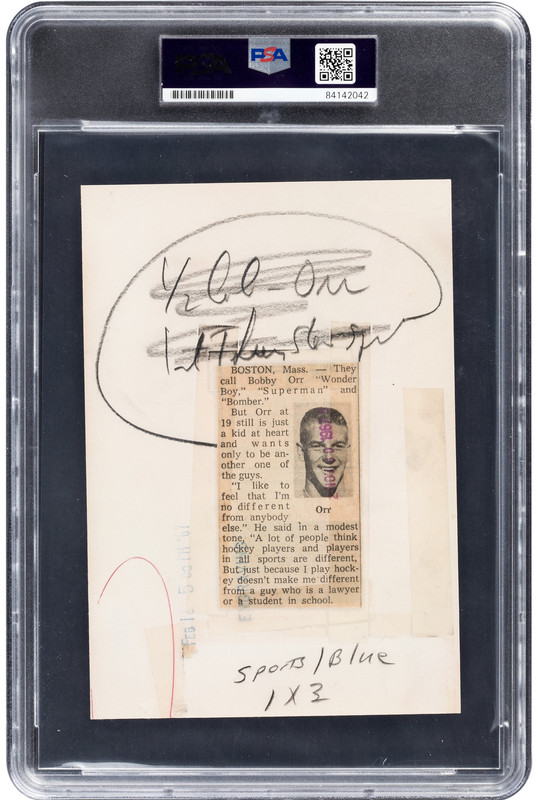 PSA
84142042
1/2 col - Orr
BOSTON, Mass. — They
call Bobby Orr "Wonder
Boy," "Superman" and
"Bomber."
But Orr at
19 still is just
a kid at heart
and wants
only to be an-
other one of
the guys.
"I like to
feel that I'm
no different
from anybody
else." He said in a modest
Orr
tone, "A lot of people think
hockey players and players
in all sports are different,
But just because I play hock-
ey doesn't make me different
from a guy who is a lawyer
or a student in school.
SPORTS/Blue
1 X 3